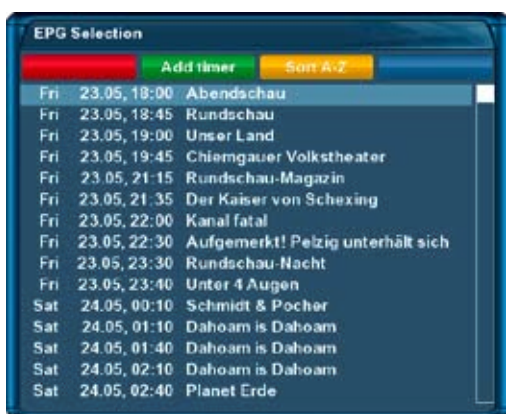 EPG Selection
Add timer Sort A-Z
Fri 23.05, 18:00 Abendschau
Fri 23.05, 18:45 Rundschau
Fri 23.05, 19:00 Unser Land
Fri 23.05, 19:45 Chiemgauer Volkstheater
Fri 23.05, 21:15 Rundschau-Magazin
Fri 23.05, 21:35 Der Kaiser von Schexing
Fri 23.05, 22:00 Kanal fatal
Fri 23.05, 22:30 Aufgemerkt! Pelzig unterhält sich
Fri 23.05, 23:30 Rundschau-Nacht
Fri 23.05, 23:40 Unter 4 Augen
Sat 24.05, 00:10 Schmidt & Pocher
Sat 24.05, 01:10 Dahoam is Dahoam
Sat 24.05, 01:40 Dahoam is Dahoam
Sat 24.05, 02:10 Dahoam is Dahoam
Sat 24.05, 02:40 Planet Erde